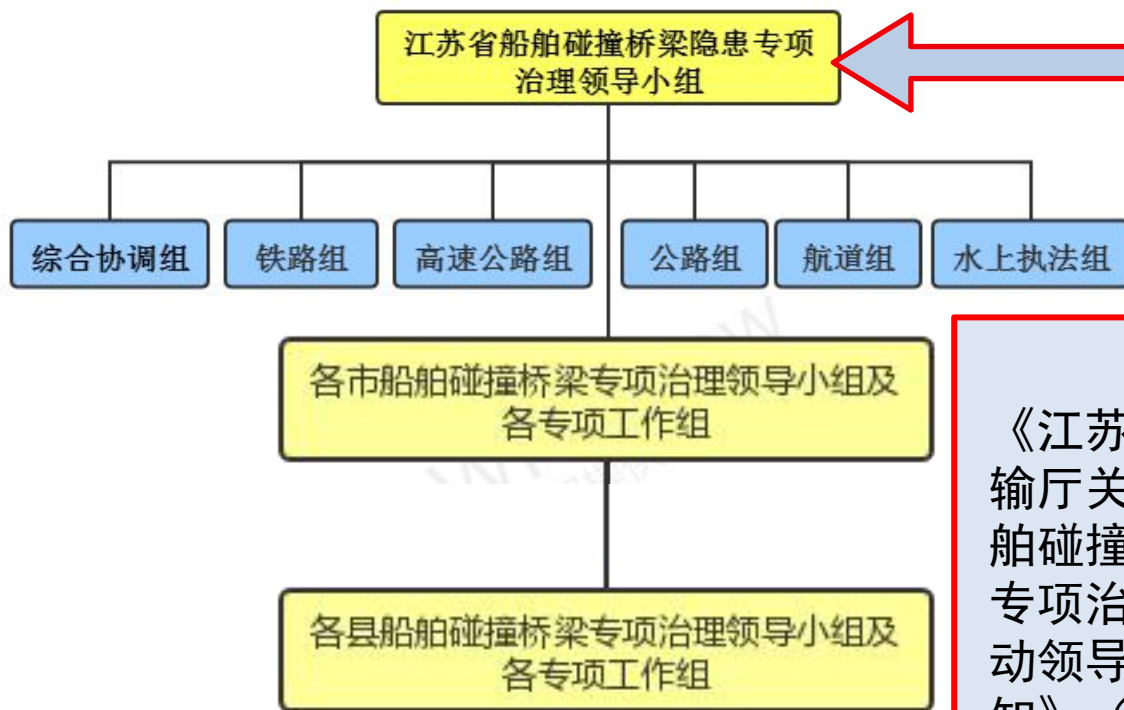 江苏省船舶碰撞桥梁隐患专项
治理领导小组
综合协调组
铁路组
高速公路组
公路组
航道组
水上执法组
各市船舶碰撞桥梁专项治理领导小组及
各专项工作组
各县船舶碰撞桥梁专项治理领导小组及
各专项工作组
《江苏
输厅关
舶碰撞
专项治
动领导